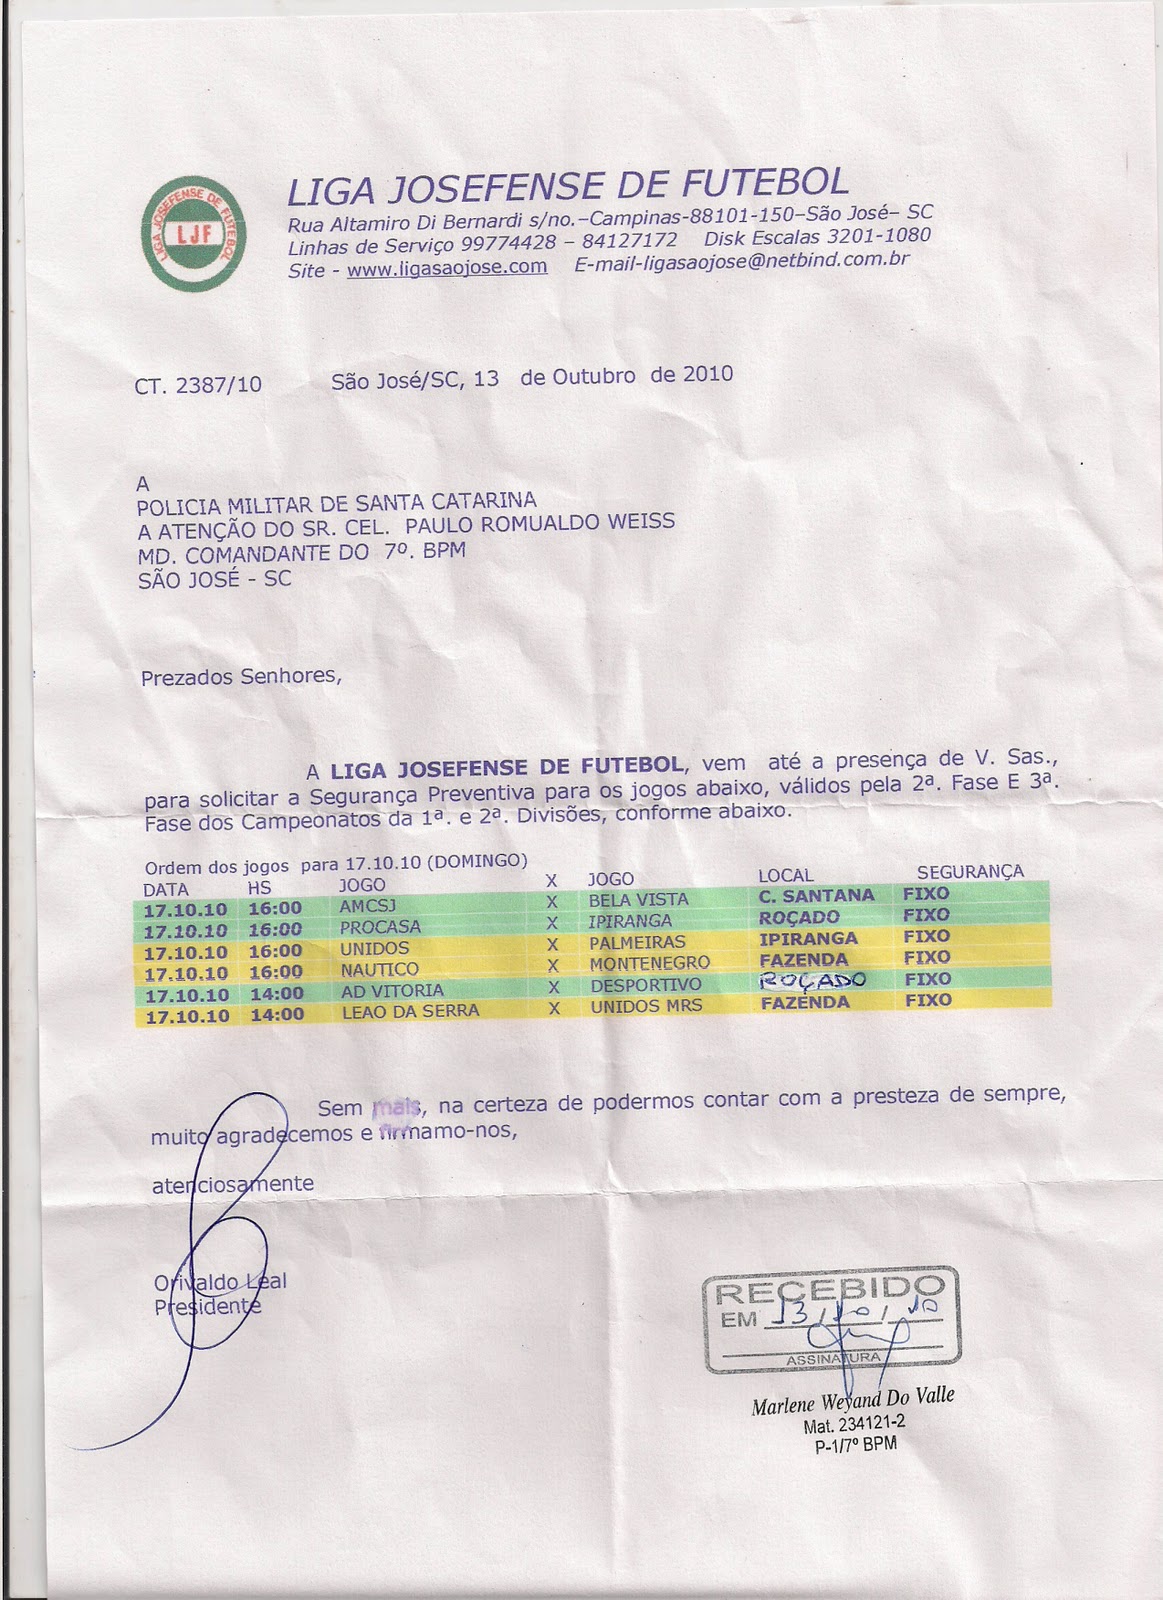 LIGA JOSEFENSE DE FUTEBOL
LJF
LIGA JOSEFENSE DE FUTEBOL
Rua Altamiro Di Bernardi s/no.–Campinas-88101-150–São José– SC
Linhas de Serviço 99774428 – 84127172 Disk Escalas 3201-1080
Site - www.ligasaojose.com E-mail-ligasaojose@netbind.com.br
CT. 2387/10 São José/SC, 13 de Outubro de 2010
A
POLICIA MILITAR DE SANTA CATARINA
A ATENÇÃO DO SR. CEL. PAULO ROMUALDO WEISS
MD. COMANDANTE DO 7º. BPM
SÃO JOSÉ - SC
Prezados Senhores,
A LIGA JOSEFENSE DE FUTEBOL, vem até a presença de V. Sas.,
para solicitar a Segurança Preventiva para os jogos abaixo, válidos pela 2ª. Fase E 3ª.
Fase dos Campeonatos da 1ª. e 2ª. Divisões, conforme abaixo.
Ordem dos jogos para 17.10.10 (DOMINGO)
DATA HS JOGO X JOGO LOCAL SEGURANÇA
17.10.10 16:00 AMCSJ X BELA VISTA C. SANTANA FIXO
17.10.10 16:00 PROCASA X IPIRANGA ROÇADO FIXO
17.10.10 16:00 UNIDOS X PALMEIRAS IPIRANGA FIXO
17.10.10 16:00 NAUTICO X MONTENEGRO FAZENDA FIXO
17.10.10 14:00 AD VITORIA X DESPORTIVO ROÇADO FIXO
17.10.10 14:00 LEAO DA SERRA X UNIDOS MRS FAZENDA FIXO
Sem mais, na certeza de podermos contar com a presteza de sempre,
muito agradecemos e firmamo-nos,
atenciosamente
Orivaldo Leal
Presidente
RECEBIDO
EM 13/10/10
ASSINATURA
Marlene Weyand Do Valle
Mat. 234121-2
P-1/7º BPM